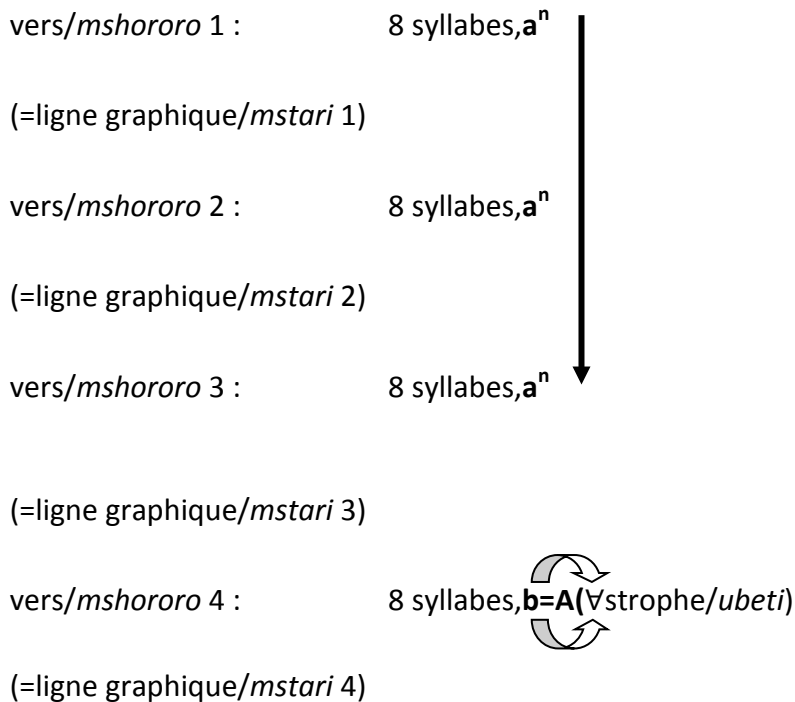 vers/mshororo 1 : 8 syllabes,aⁿ
(=ligne graphique/mstari 1)
vers/mshororo 2 : 8 syllabes,aⁿ
(=ligne graphique/mstari 2)
vers/mshororo 3 : 8 syllabes,aⁿ
(=ligne graphique/mstari 3)
vers/mshororo 4 : 8 syllabes,b=A(∀strophe/ubeti)
(=ligne graphique/mstari 4)